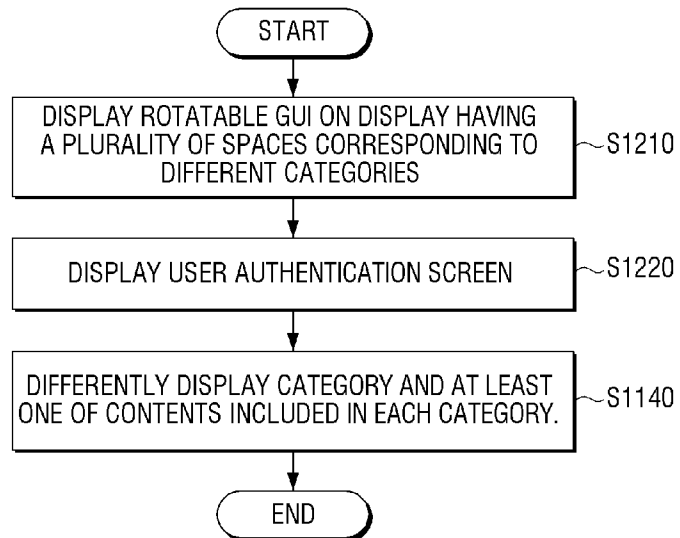 START
DISPLAY ROTATABLE GUI ON DISPLAY HAVING
A PLURALITY OF SPACES CORRESPONDING TO
DIFFERENT CATEGORIES
S1210
DISPLAY USER AUTHENTICATION SCREEN
S1220
DIFFERENTLY DISPLAY CATEGORY AND AT LEAST
ONE OF CONTENTS INCLUDED IN EACH CATEGORY.
S1140
END